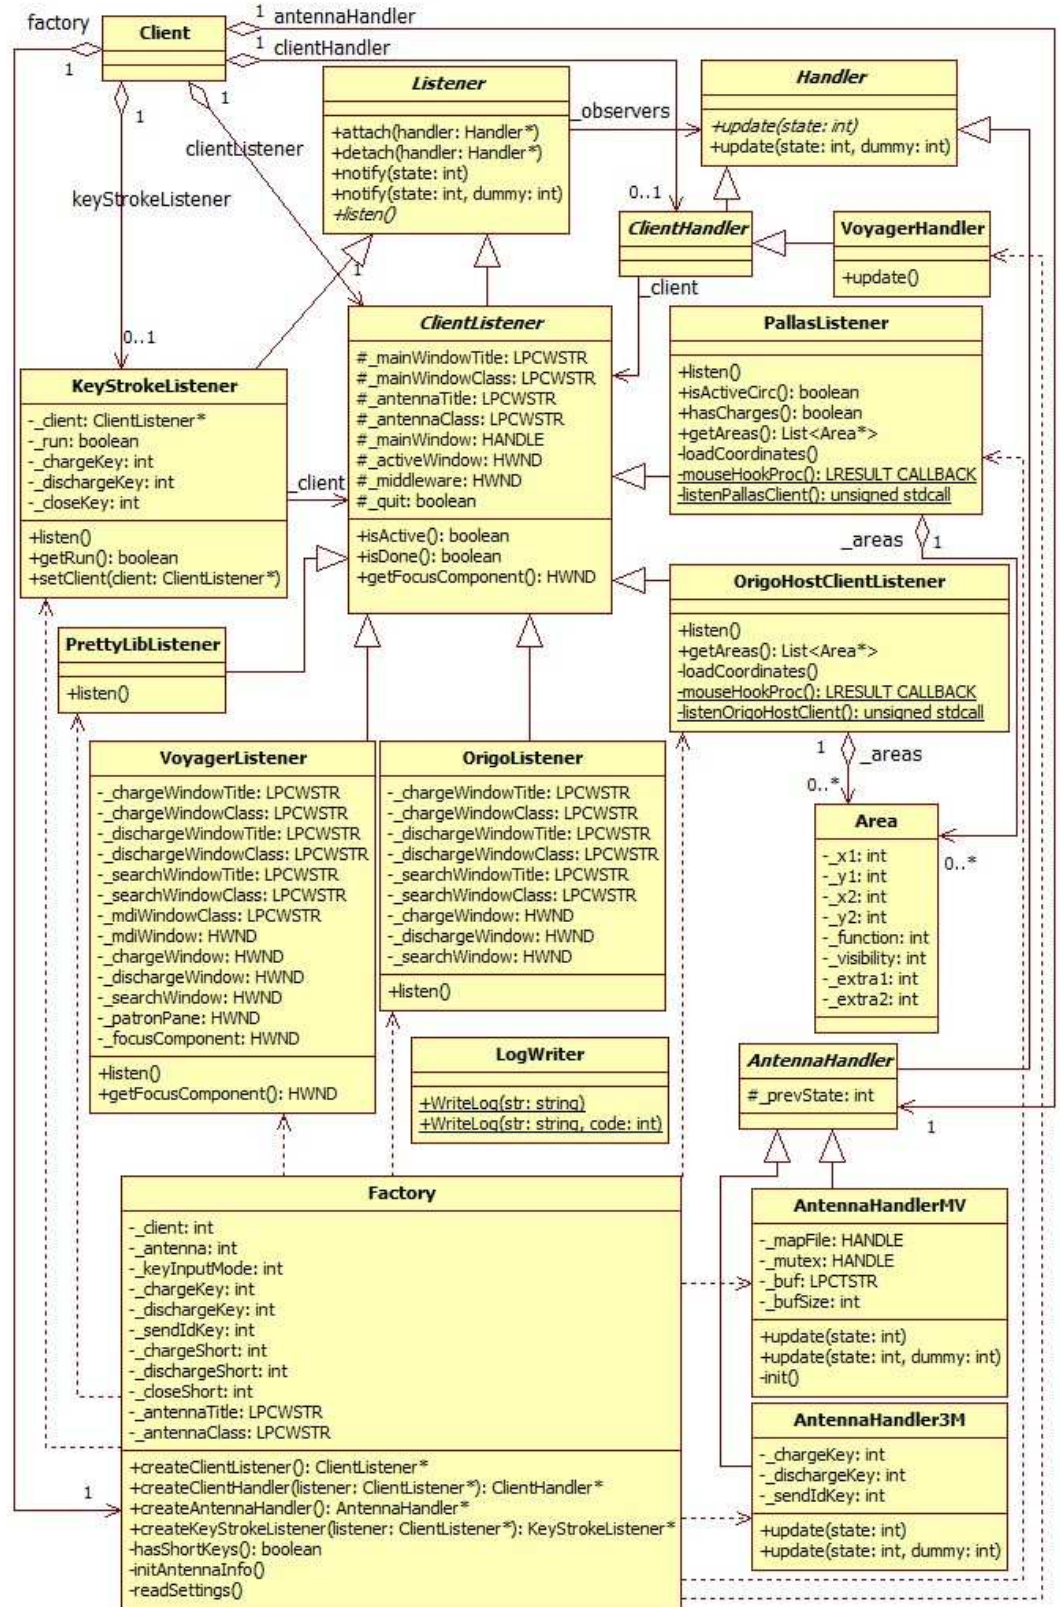 factory
1
Client
1
antennaHandler
1
clientHandler
1
1
clientListener
keyStrokeListener
0..1
Listener
+attach(handler: Handler*)
+detach(handler: Handler*)
+notify(state: int)
+notify(state: int, dummy: int)
+listen()
_observers
Handler
+update(state: int)
+update(state: int, dummy: int)
0..1
ClientHandler
_client
VoyagerHandler
+update()
1
ClientListener
#_mainWindowTitle: LPCWSTR
#_mainWindowClass: LPCWSTR
#_antennaTitle: LPCWSTR
#_antennaClass: LPCWSTR
#_mainWindow: HANDLE
#_activeWindow: HWND
#_middleware: HWND
#_quit: boolean
+isActive(): boolean
+isDone(): boolean
+getFocusComponent(): HWND
PallasListener
+listen()
+isActiveCirc(): boolean
+hasCharges(): boolean
+getAreas(): List<Area*>
-loadCoordinates()
-mouseHookProc(): LRESULT CALLBACK
-listenPallasClient(): unsigned stdcall
_areas
1
KeyStrokeListener
-_client: ClientListener*
-_run: boolean
-_chargeKey: int
-_dischargeKey: int
-_closeKey: int
+listen()
+getRun(): boolean
+setClient(client: ClientListener*)
_client
OrigoHostClientListener
+listen()
+getAreas(): List<Area*>
-loadCoordinates()
-mouseHookProc(): LRESULT CALLBACK
-listenOrigoHostClient(): unsigned stdcall
1
_areas
0..*
0..*
PrettyLibListener
+listen()
VoyagerListener
-_chargeWindowTitle: LPCWSTR
-_chargeWindowClass: LPCWSTR
-_dischargeWindowTitle: LPCWSTR
-_dischargeWindowClass: LPCWSTR
-_searchWindowTitle: LPCWSTR
-_searchWindowClass: LPCWSTR
-_mdiWindowClass: LPCWSTR
-_mdiWindow: HWND
-_chargeWindow: HWND
-_dischargeWindow: HWND
-_searchWindow: HWND
-_patronPane: HWND
-_focusComponent: HWND
+listen()
+getFocusComponent(): HWND
OrigoListener
-_chargeWindowTitle: LPCWSTR
-_chargeWindowClass: LPCWSTR
-_dischargeWindowTitle: LPCWSTR
-_dischargeWindowClass: LPCWSTR
-_searchWindowTitle: LPCWSTR
-_searchWindowClass: LPCWSTR
-_chargeWindow: HWND
-_dischargeWindow: HWND
-_searchWindow: HWND
+listen()
Area
-_x1: int
-_y1: int
-_x2: int
-_y2: int
-_function: int
-_visibility: int
-_extra1: int
-_extra2: int
LogWriter
+WriteLog(str: string)
+WriteLog(str: string, code: int)
AntennaHandler
#_prevState: int
1
Factory
-_client: int
-_antenna: int
-_keyInputMode: int
-_chargeKey: int
-_dischargeKey: int
-_sendIdKey: int
-_chargeShort: int
-_dischargeShort: int
-_closeShort: int
-_antennaTitle: LPCWSTR
-_antennaClass: LPCWSTR
+createClientListener(): ClientListener*
+createClientHandler(listener: ClientListener*): ClientHandler*
+createAntennaHandler(): AntennaHandler*
+createKeyStrokeListener(listener: ClientListener*): KeyStrokeListener*
-hasShortKeys(): boolean
-initAntennaInfo()
-readSettings()
1
AntennaHandlerMV
-_mapFile: HANDLE
-_mutex: HANDLE
-_buf: LPCTSTR
-_bufSize: int
+update(state: int)
+update(state: int, dummy: int)
-init()
AntennaHandler3M
-_chargeKey: int
-_dischargeKey: int
-_sendIdKey: int
+update(state: int)
+update(state: int, dummy: int)